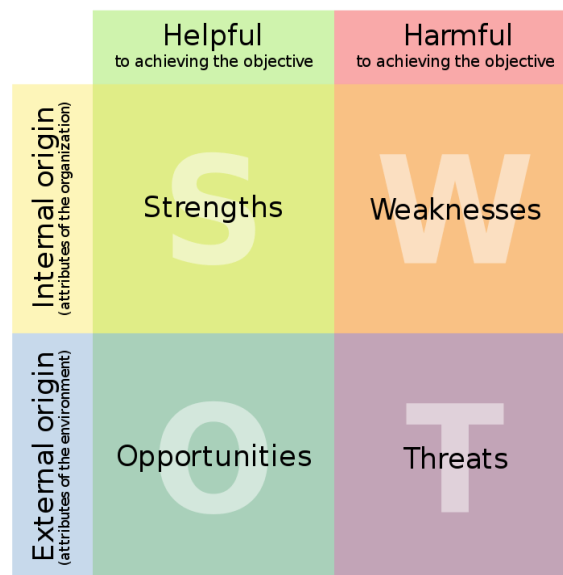 Helpful
to achieving the objective
Harmful
to achieving the objective
Internal origin
(attributes of the organization)
S
Strengths
W
Weaknesses
External origin
(attributes of the environment)
O
Opportunities
T
Threats